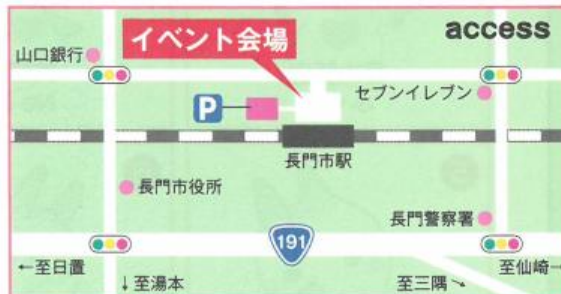 access
イベント会場
山口銀行
セブンイレブン
P
長門市駅
長門市役所
長門警察署
191
←至日置
↓至湯本
至三隅→
至仙崎→